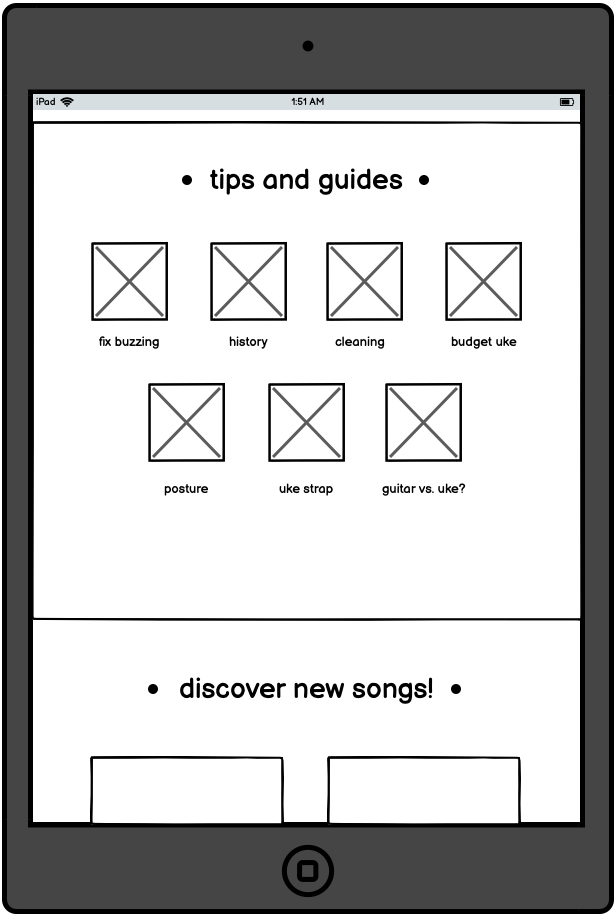 iPad 1:51 AM
• tips and guides •
fix buzzing history cleaning budget uke
posture uke strap guitar vs. uke?
• discover new songs! •